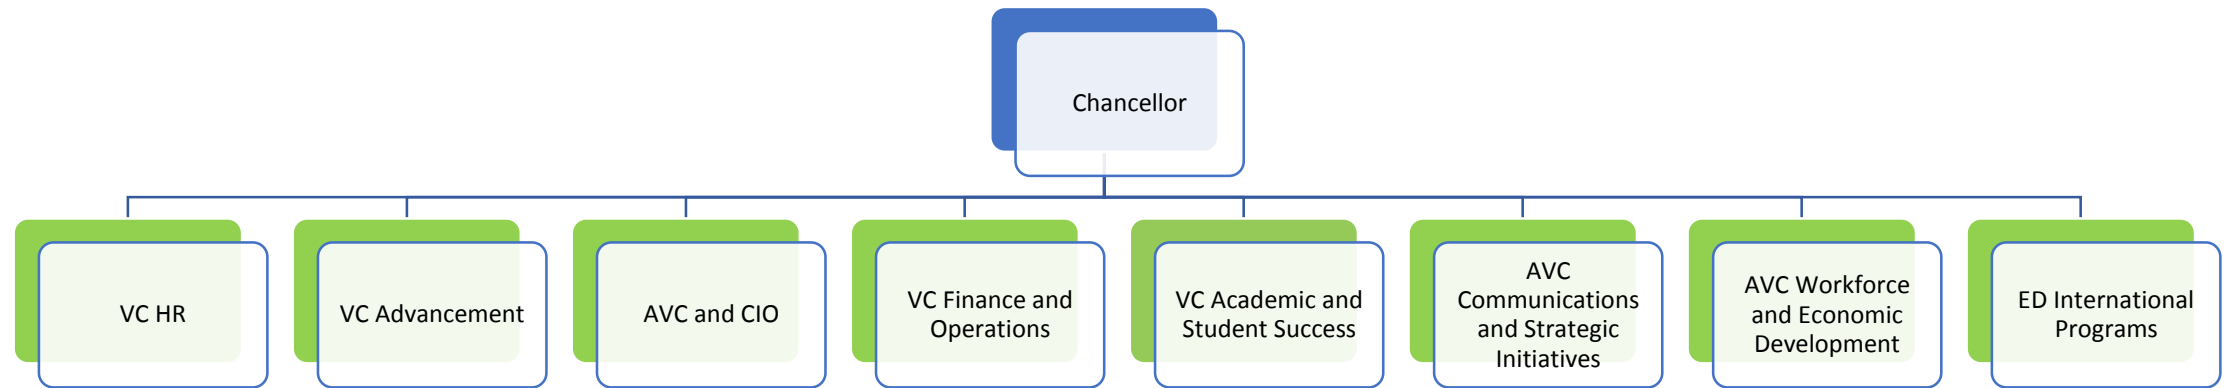 Chancellor
VC HR
VC Advancement
AVC and CIO
VC Finance and
Operations
VC Academic and
Student Success
AVC
Communications
and Strategic
Initiatives
AVC Workforce
and Economic
Development
ED International
Programs